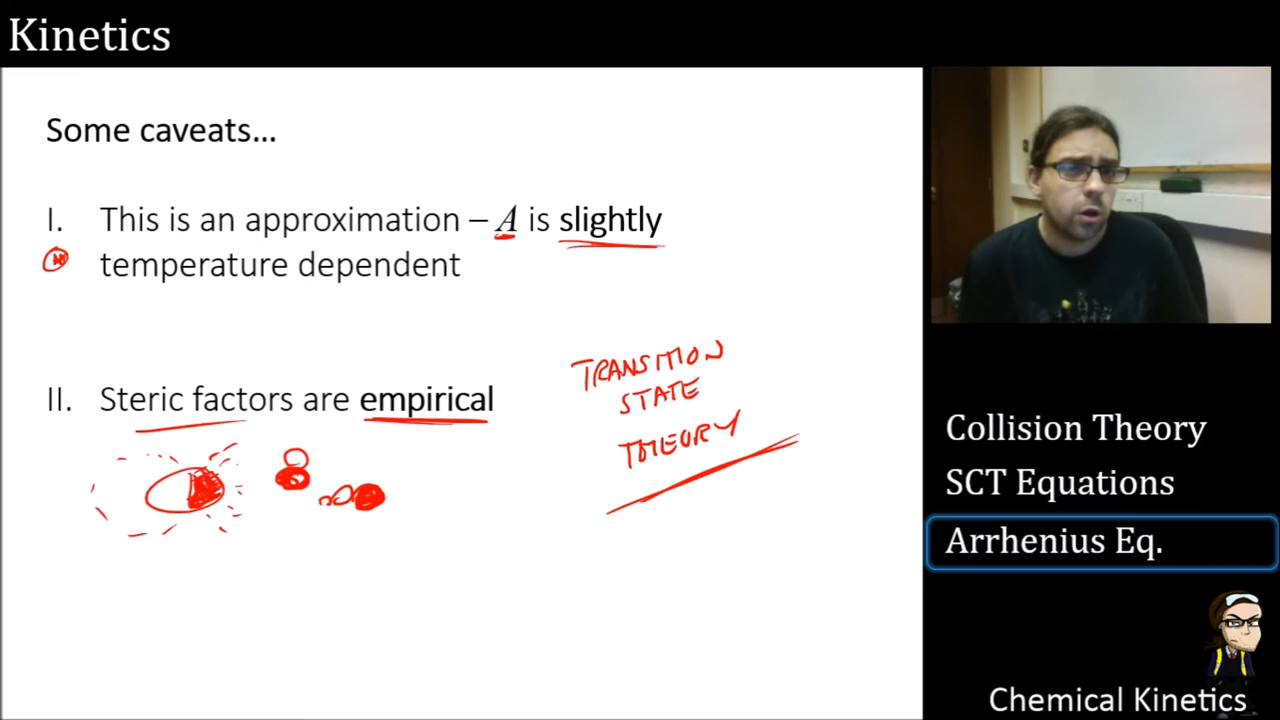 Kinetics
Some caveats...
I. This is an approximation – A is slightly
temperature dependent
II. Steric factors are empirical
TRANSITION
STATE
THEORY
Collision Theory
SCT Equations
Arrhenius Eq.
Chemical Kinetics